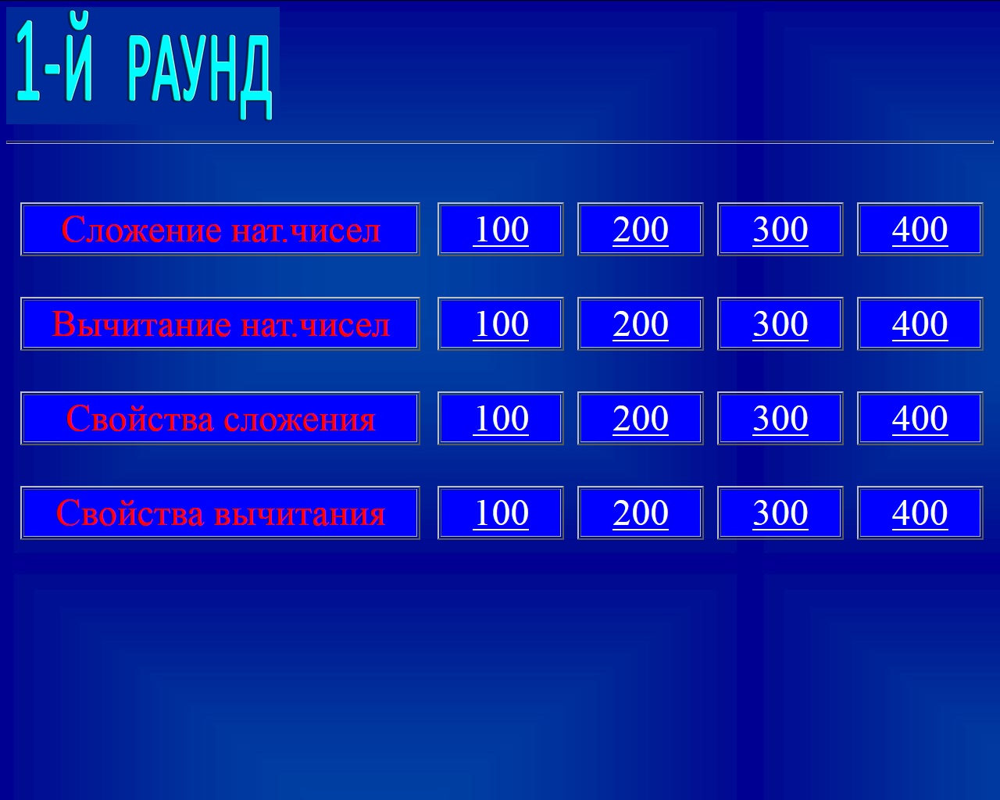 1-Й РАУНД
Сложение нат.чисел 100 200 300 400
Вычитание нат.чисел 100 200 300 400
Свойства сложения 100 200 300 400
Свойства вычитания 100 200 300 400